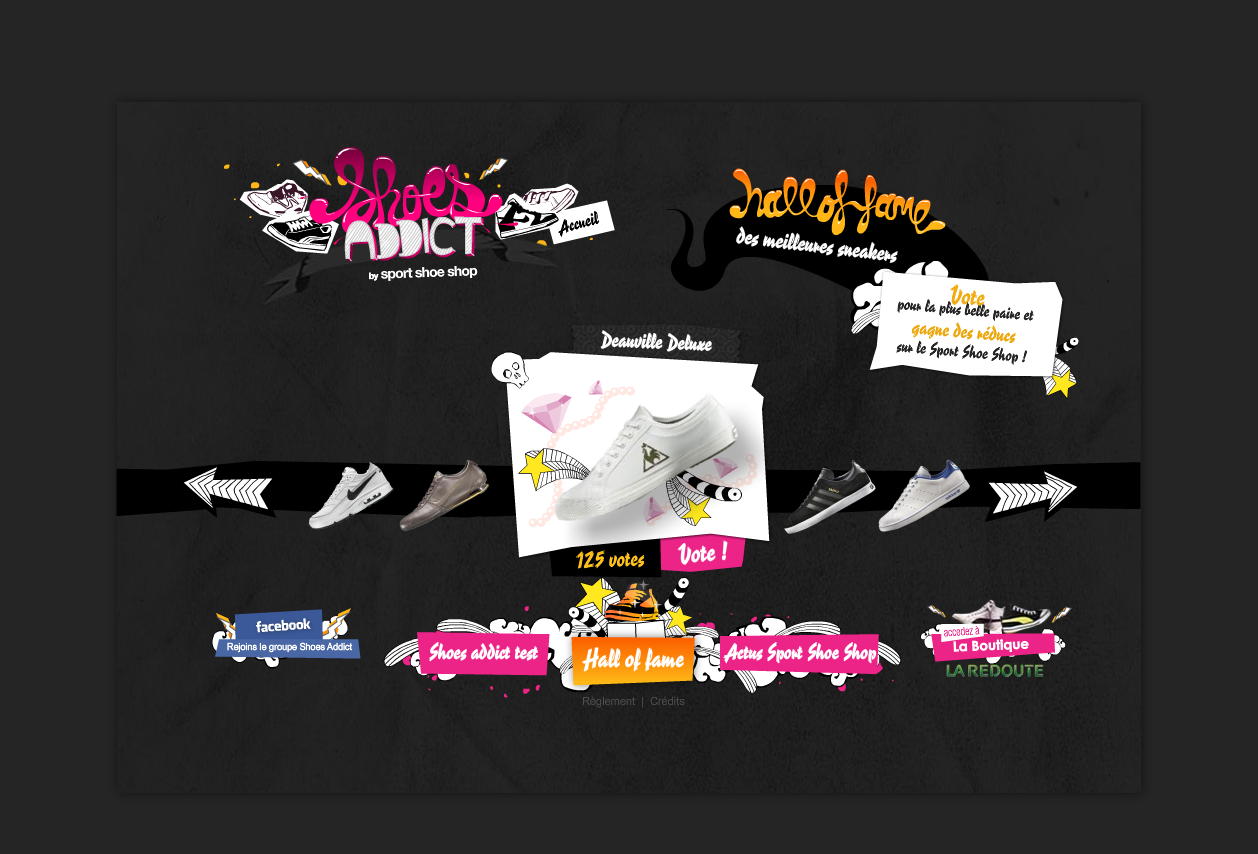 Shoes
ADDICT
Accueil
by sport shoe shop
hall of fame
des meilleures sneakers
Vote
pour la plus belle paire et
gagne des réducs
sur le Sport Shoe Shop !
Deauville Deluxe
125 votes
Vote !
facebook
Rejoins le groupe Shoes Addict
Shoes addict test
Hall of fame
Actus Sport Shoe Shop
accedez à
La Boutique
LA REDOUTE
Règlement | Crédits